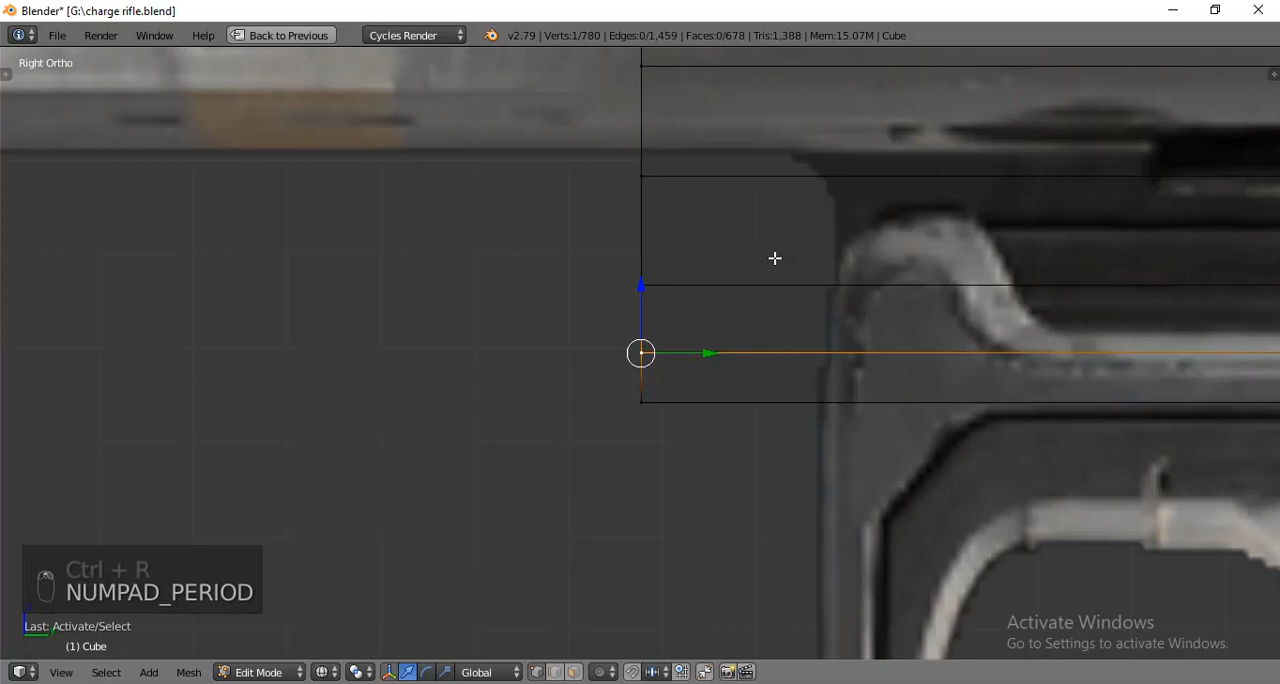 Blender* [G:\charge rifle.blend]
File Render Window Help Back to Previous Cycles Render v2.79 | Verts:1/780 | Edges:0/1,459 | Faces:0/678 | Tris:1,388 | Mem:15.07M | Cube
Right Ortho
Ctrl + R
NUMPAD_PERIOD
Last: Activate/Select
(1) Cube
Activate Windows
Go to Settings to activate Windows.
View Select Add Mesh Edit Mode Global